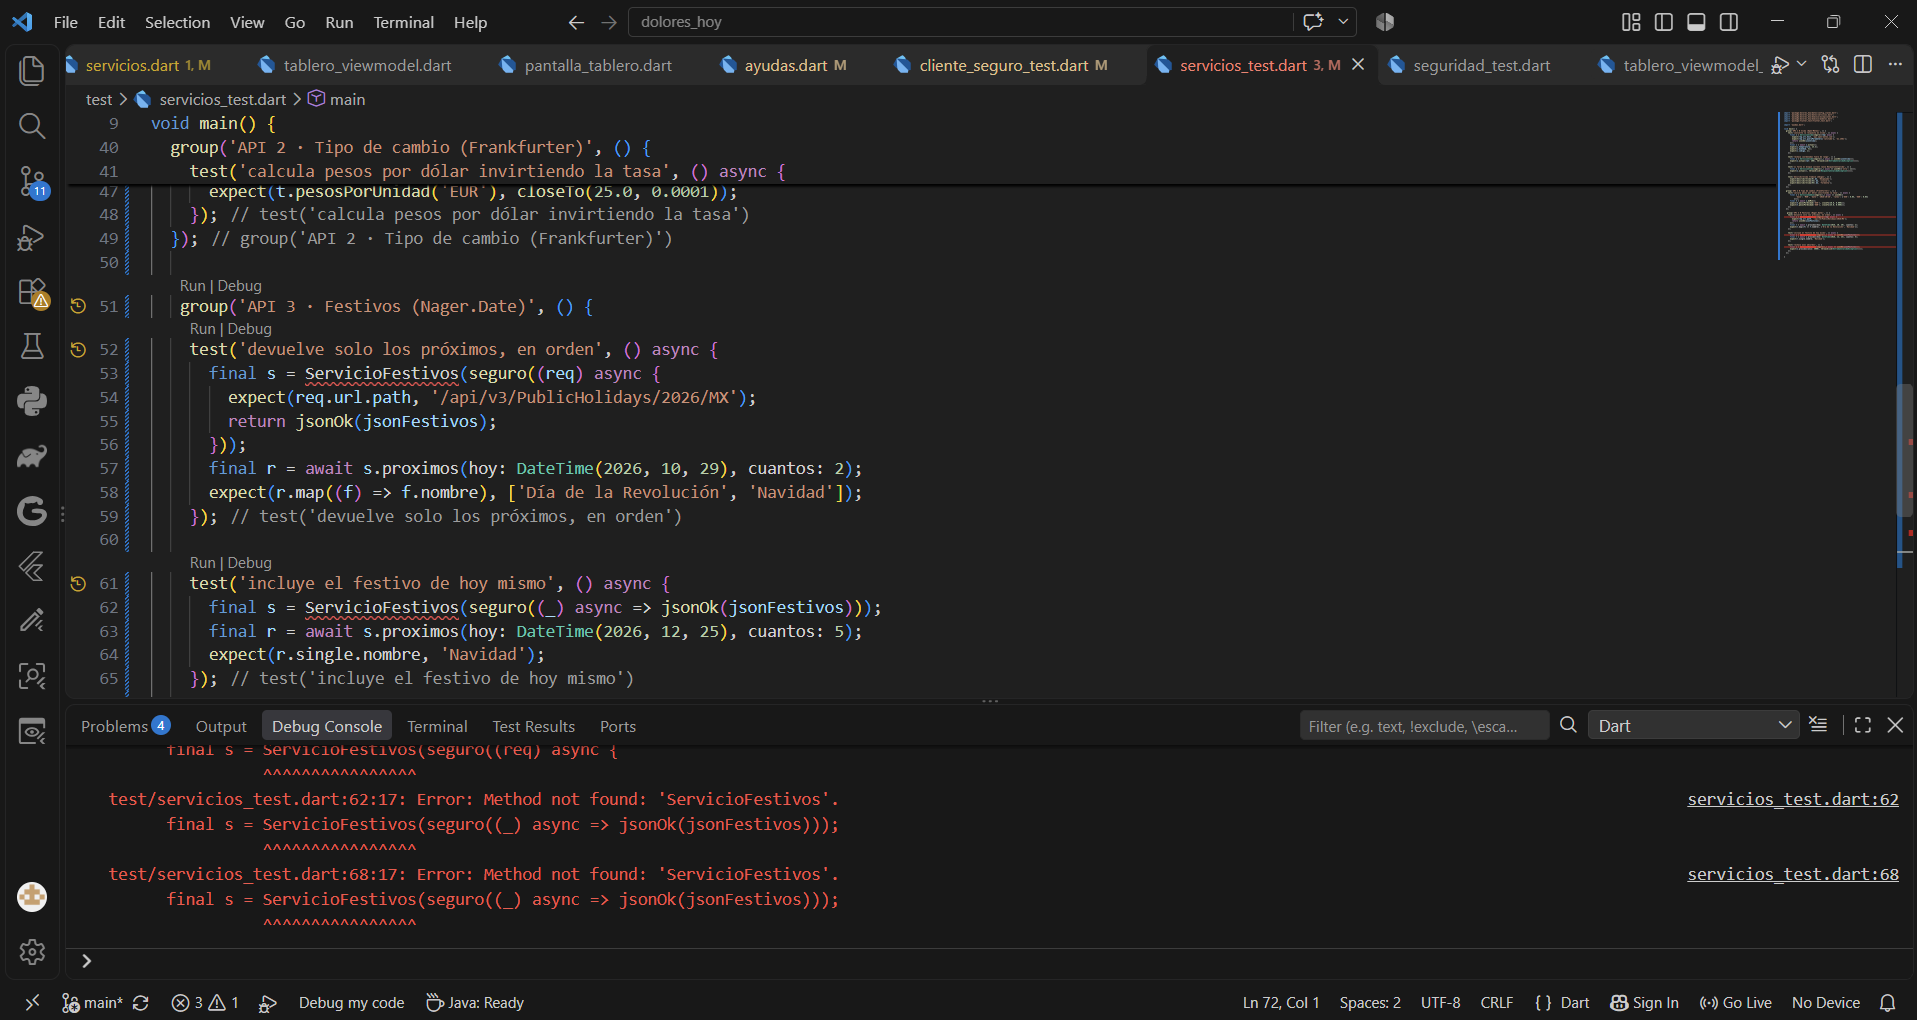 File Edit Selection View Go Run Terminal Help
dolores_hoy
servicios.dart 1, M
tablero_viewmodel.dart
pantalla_tablero.dart
ayudas.dart M
cliente_seguro_test.dart M
servicios_test.dart 3, M
seguridad_test.dart
tablero_viewmodel_
test > servicios_test.dart > main
9 void main() {
40 group('API 2 · Tipo de cambio (Frankfurter)', () {
41 test('calcula pesos por dólar invirtiendo la tasa', () async {
47 expect(t.pesosPorUnidad('EUR'), closeTo(25.0, 0.0001));
48 }); // test('calcula pesos por dólar invirtiendo la tasa')
49 }); // group('API 2 · Tipo de cambio (Frankfurter)')
50
Run | Debug
51 group('API 3 · Festivos (Nager.Date)', () {
Run | Debug
52 test('devuelve solo los próximos, en orden', () async {
53 final s = ServicioFestivos(seguro((req) async {
54 expect(req.url.path, '/api/v3/PublicHolidays/2026/MX');
55 return jsonOk(jsonFestivos);
56 }));
57 final r = await s.proximos(hoy: DateTime(2026, 10, 29), cuantos: 2);
58 expect(r.map((f) => f.nombre), ['Día de la Revolución', 'Navidad']);
59 }); // test('devuelve solo los próximos, en orden')
60
Run | Debug
61 test('incluye el festivo de hoy mismo', () async {
62 final s = ServicioFestivos(seguro((_) async => jsonOk(jsonFestivos)));
63 final r = await s.proximos(hoy: DateTime(2026, 12, 25), cuantos: 5);
64 expect(r.single.nombre, 'Navidad');
65 }); // test('incluye el festivo de hoy mismo')
11
Problems 4 Output Debug Console Terminal Test Results Ports
Filter (e.g. text, !exclude, \esca...
Dart
final s = ServicioFestivos(seguro((req) async {
^^^^^^^^^^^^^^^^
test/servicios_test.dart:62:17: Error: Method not found: 'ServicioFestivos'.
servicios_test.dart:62
final s = ServicioFestivos(seguro((_) async => jsonOk(jsonFestivos)));
^^^^^^^^^^^^^^^^
test/servicios_test.dart:68:17: Error: Method not found: 'ServicioFestivos'.
servicios_test.dart:68
final s = ServicioFestivos(seguro((_) async => jsonOk(jsonFestivos)));
^^^^^^^^^^^^^^^^
>
main* 3 1 Debug my code Java: Ready
Ln 72, Col 1 Spaces: 2 UTF-8 CRLF { } Dart Sign In Go Live No Device